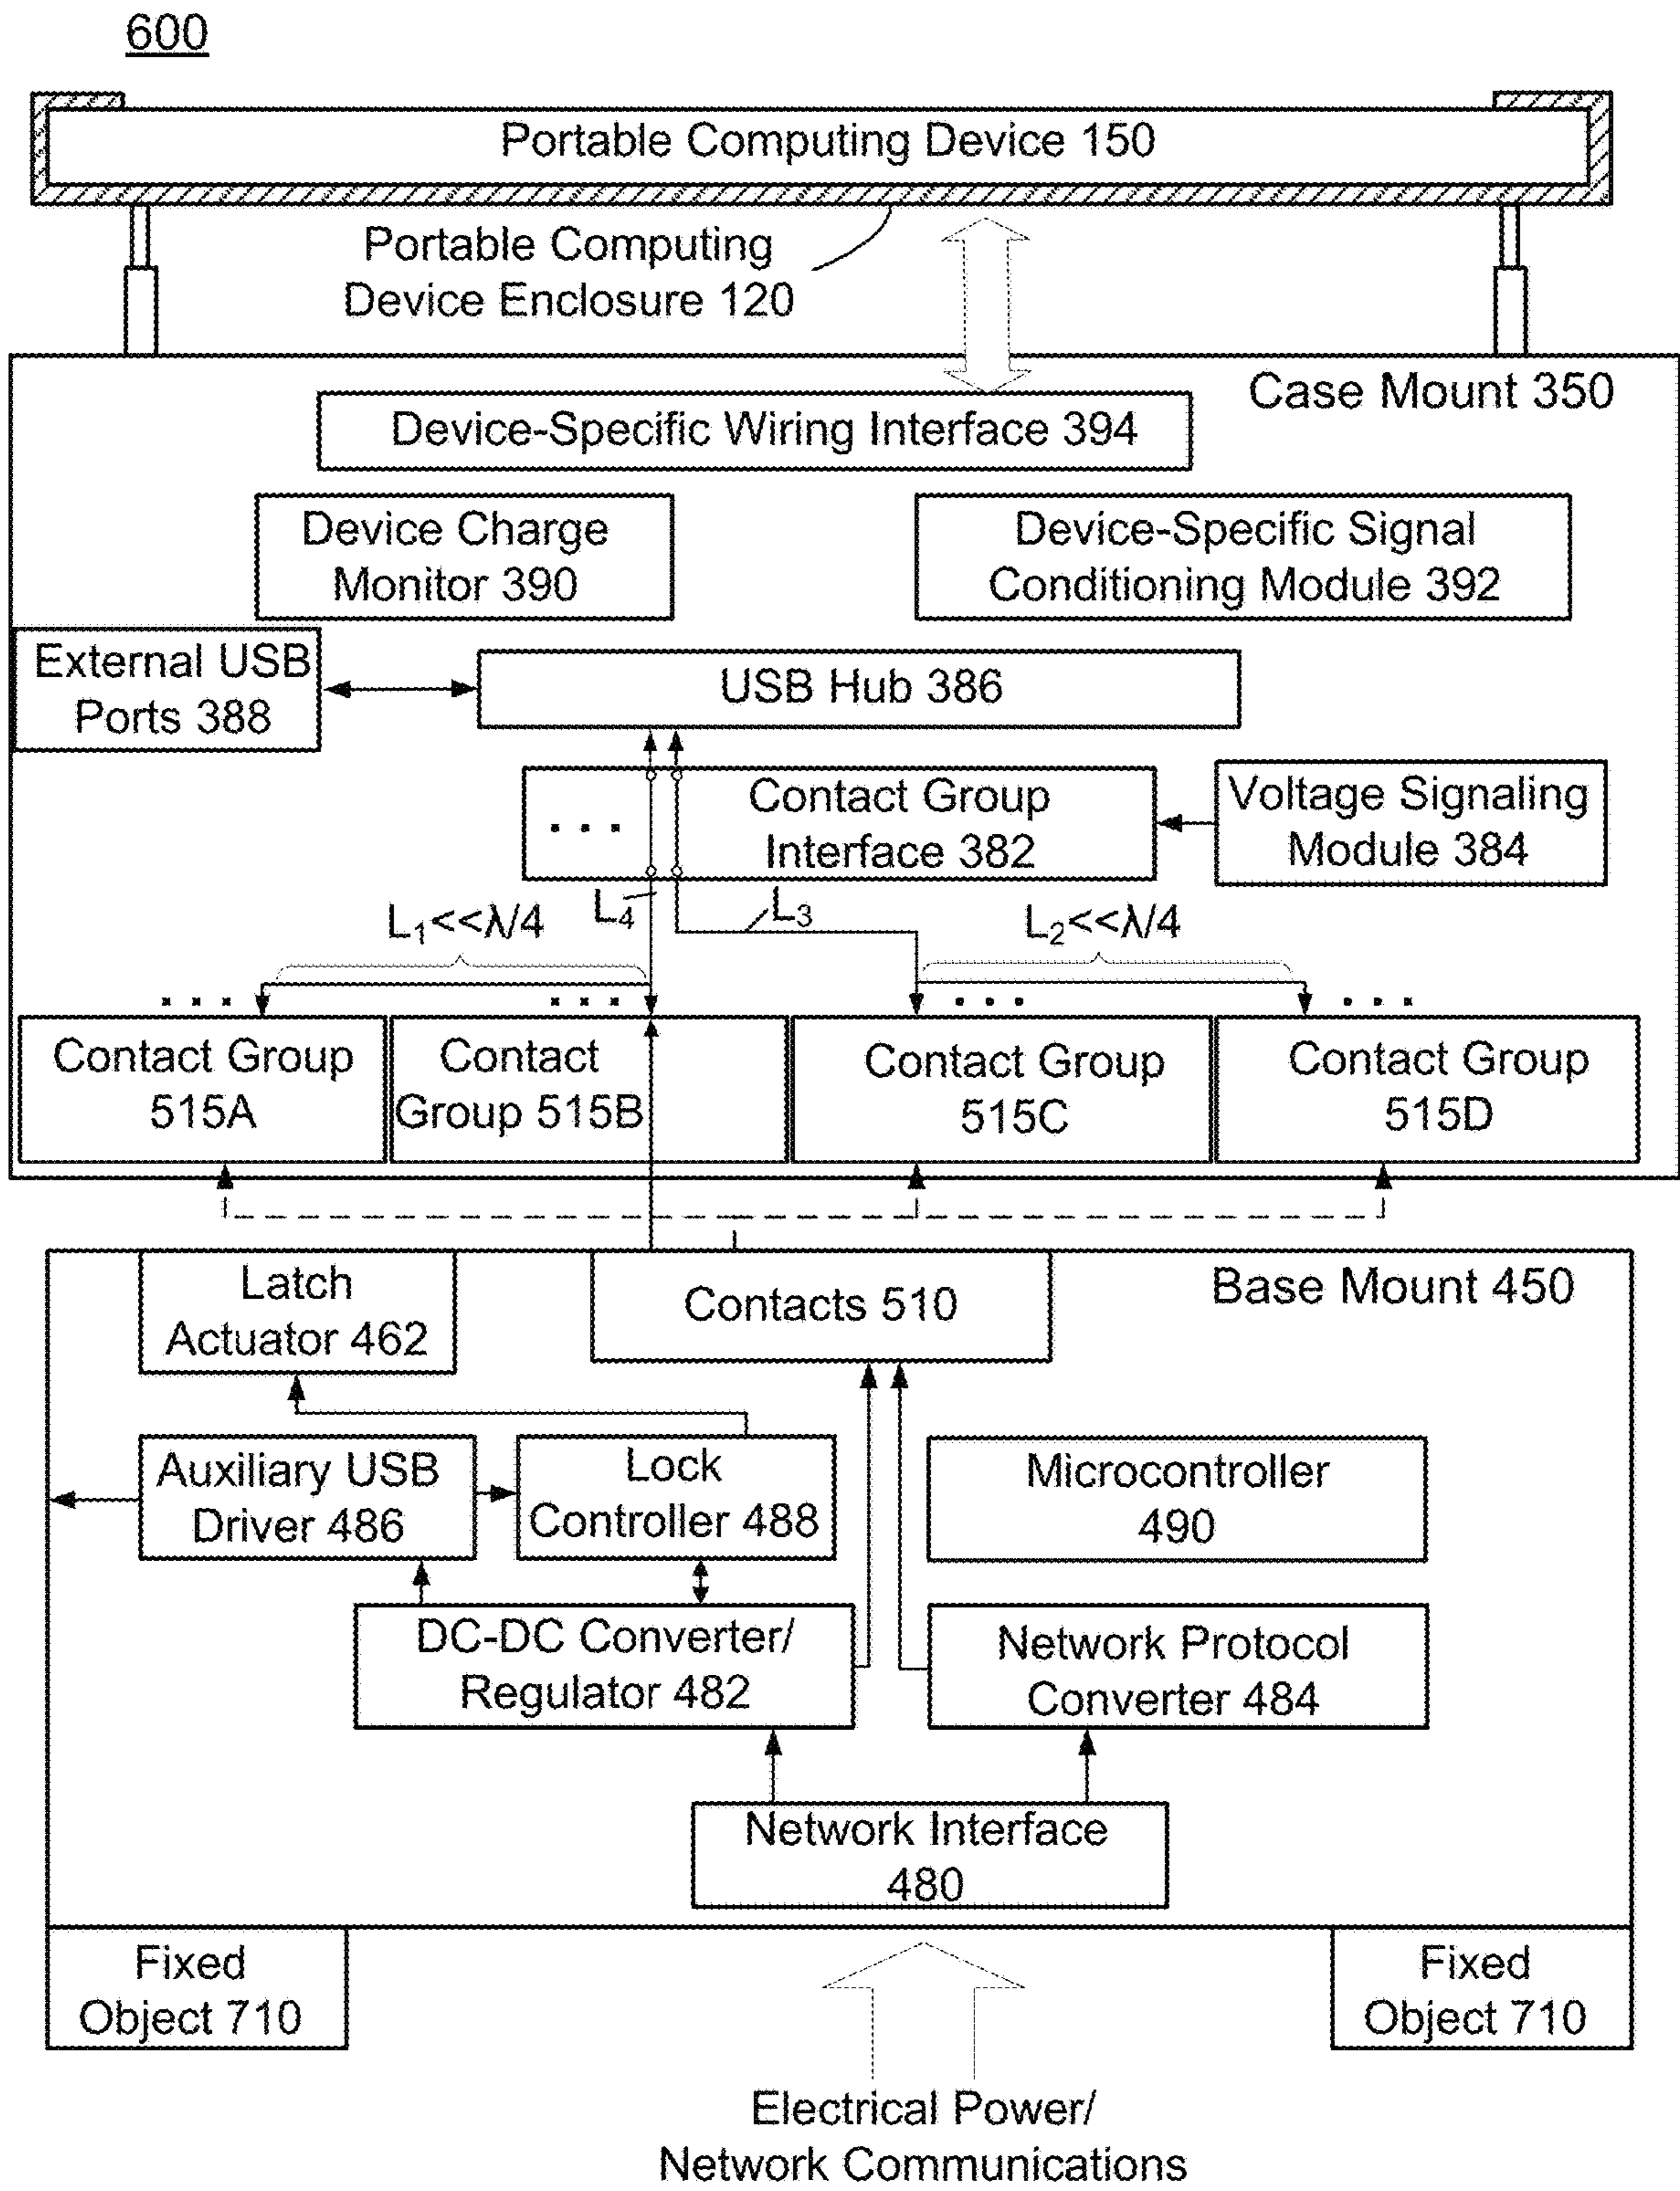 600
Portable Computing Device 150
Portable Computing
Device Enclosure 120
Case Mount 350
Device-Specific Wiring Interface 394
Device Charge
Monitor 390
Device-Specific Signal
Conditioning Module 392
External USB
Ports 388
USB Hub 386
Contact Group
Interface 382
Voltage Signaling
Module 384
L₁<<λ/4
L₄
L₃
L₂<<λ/4
Contact Group
515A
Contact
Group 515B
Contact Group
515C
Contact Group
515D
Latch
Actuator 462
Contacts 510
Base Mount 450
Auxiliary USB
Driver 486
Lock
Controller 488
Microcontroller
490
DC-DC Converter/
Regulator 482
Network Protocol
Converter 484
Network Interface
480
Fixed
Object 710
Fixed
Object 710
Electrical Power/
Network Communications